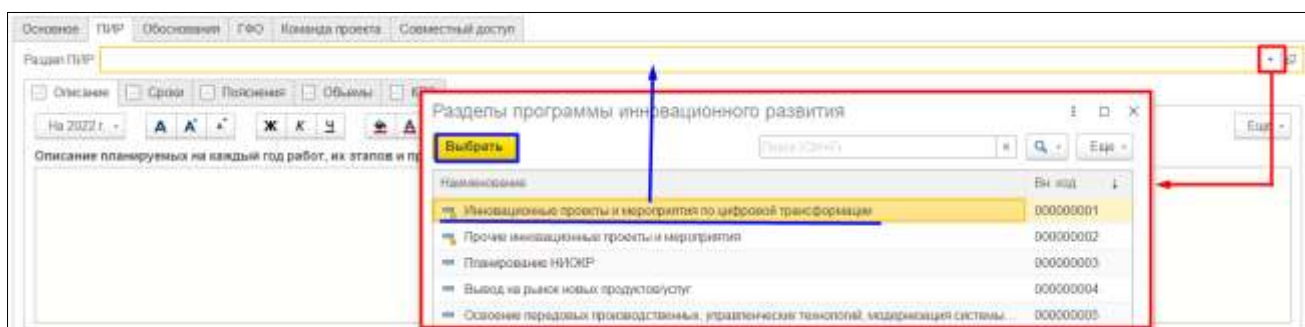 Основное ПИР Обоснования ГФО Команда проекта Совместный доступ
Раздел ПИР
Описание Сроки Пояснения Объемы
Разделы программы инновационного развития
На 2022 г. А А Ж К Ч А
Выбрать Поиск (Ctrl+F) × Еще
Еще
Описание планируемых на каждый год работ, их этапов и
Наименование Вн. код ↓
Инновационные проекты и мероприятия по цифровой трансформации 000000001
Прочие инновационные проекты и мероприятия 000000002
Планирование НИОКР 000000003
Вывод на рынок новых продуктов/услуг 000000004
Освоение передовых производственных, управленческих технологий, модернизация системы... 000000005